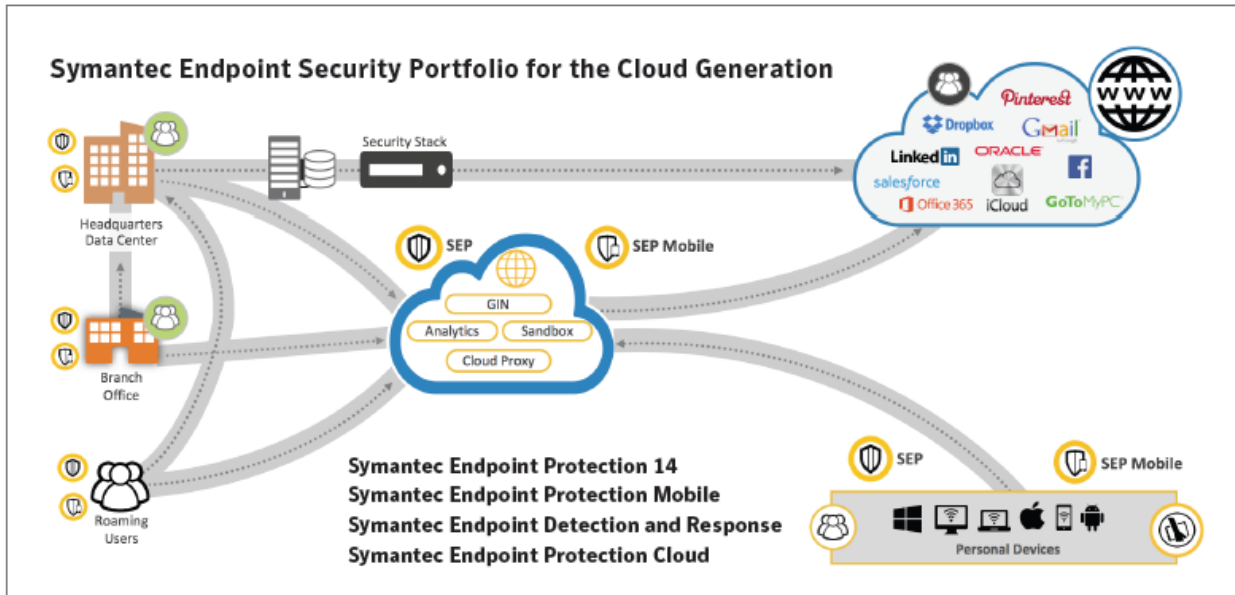 Symantec Endpoint Security Portfolio for the Cloud Generation
WWW
Pinterest
Dropbox
Gmail
LinkedIn
ORACLE
f
salesforce
Office 365
iCloud
GoToMyPC
Security Stack
Headquarters
Data Center
SEP
SEP Mobile
GIN
Analytics
Sandbox
Cloud Proxy
Branch
Office
Roaming
Users
Symantec Endpoint Protection 14
Symantec Endpoint Protection Mobile
Symantec Endpoint Detection and Response
Symantec Endpoint Protection Cloud
SEP
SEP Mobile
Personal Devices